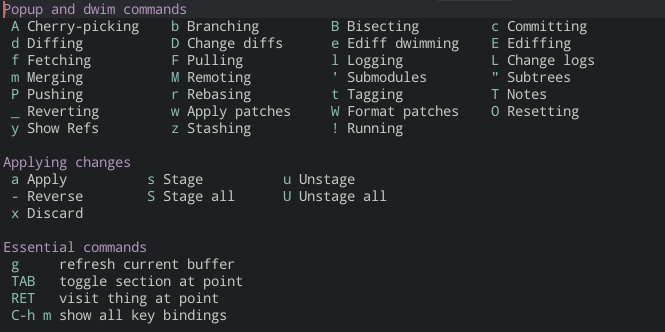 Popup and dwim commands
A Cherry-picking b Branching B Bisecting c Committing
d Diffing D Change diffs e Ediff dwimming E Ediffing
f Fetching F Pulling l Logging L Change logs
m Merging M Remoting ' Submodules " Subtrees
P Pushing r Rebasing t Tagging T Notes
_ Reverting w Apply patches W Format patches O Resetting
y Show Refs z Stashing ! Running
Applying changes
a Apply s Stage u Unstage
- Reverse S Stage all U Unstage all
x Discard
Essential commands
g refresh current buffer
TAB toggle section at point
RET visit thing at point
C-h m show all key bindings